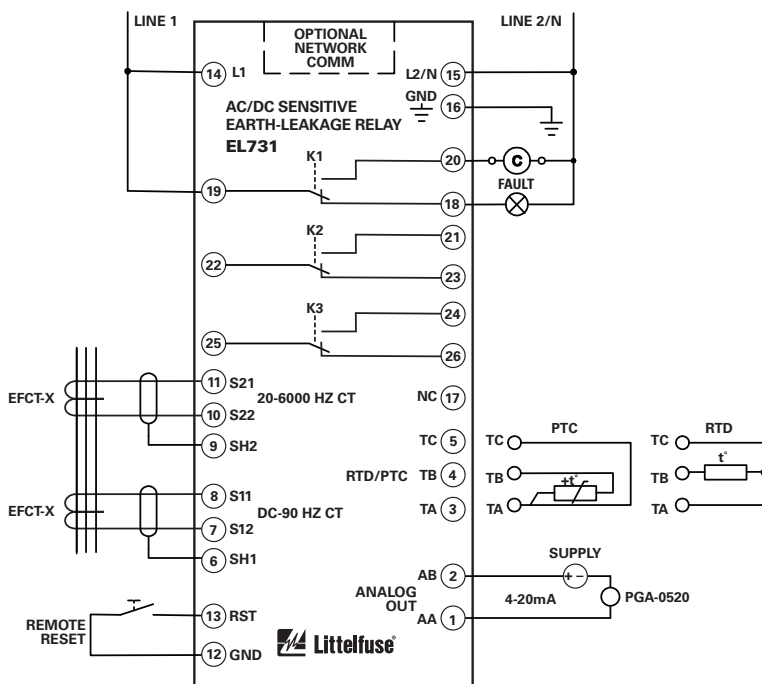 LINE 1
LINE 2/N
OPTIONAL
NETWORK
COMM
14 L1
L2/N 15
GND 16
AC/DC SENSITIVE
EARTH-LEAKAGE RELAY
EL731
K1
20
C
FAULT
19
18
K2
21
22
23
K3
24
25
26
EFCT-X
11 S21
20-6000 HZ CT
10 S22
9 SH2
NC 17
TC 5
RTD/PTC
TB 4
TA 3
PTC
TC
TB
+t°
TA
RTD
TC
t°
TB
TA
EFCT-X
8 S11
DC-90 HZ CT
7 S12
6 SH1
SUPPLY
AB 2
+ –
ANALOG
OUT
4-20mA
PGA-0520
AA 1
REMOTE
RESET
13 RST
12 GND
Littelfuse®